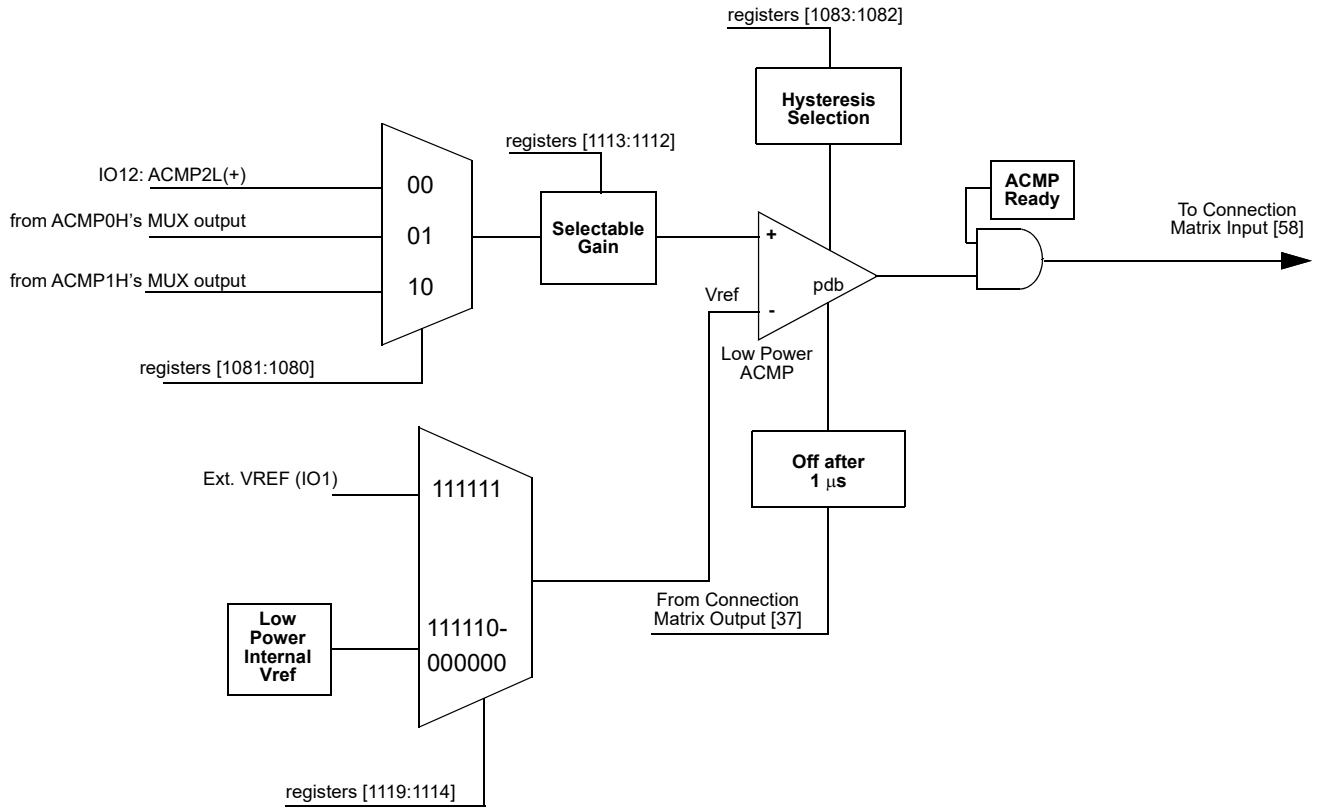 registers [1083:1082]
Hysteresis
Selection
registers [1113:1112]
ACMP
Ready
IO12: ACMP2L(+)
00
from ACMP0H's MUX output
01
Selectable
Gain
+
To Connection
Matrix Input [58]
from ACMP1H's MUX output
10
pdb
Vref
-
Low Power
ACMP
registers [1081:1080]
Off after
1 μs
Ext. VREF (IO1)
111111
From Connection
Matrix Output [37]
Low
Power
Internal
Vref
111110-
000000
registers [1119:1114]